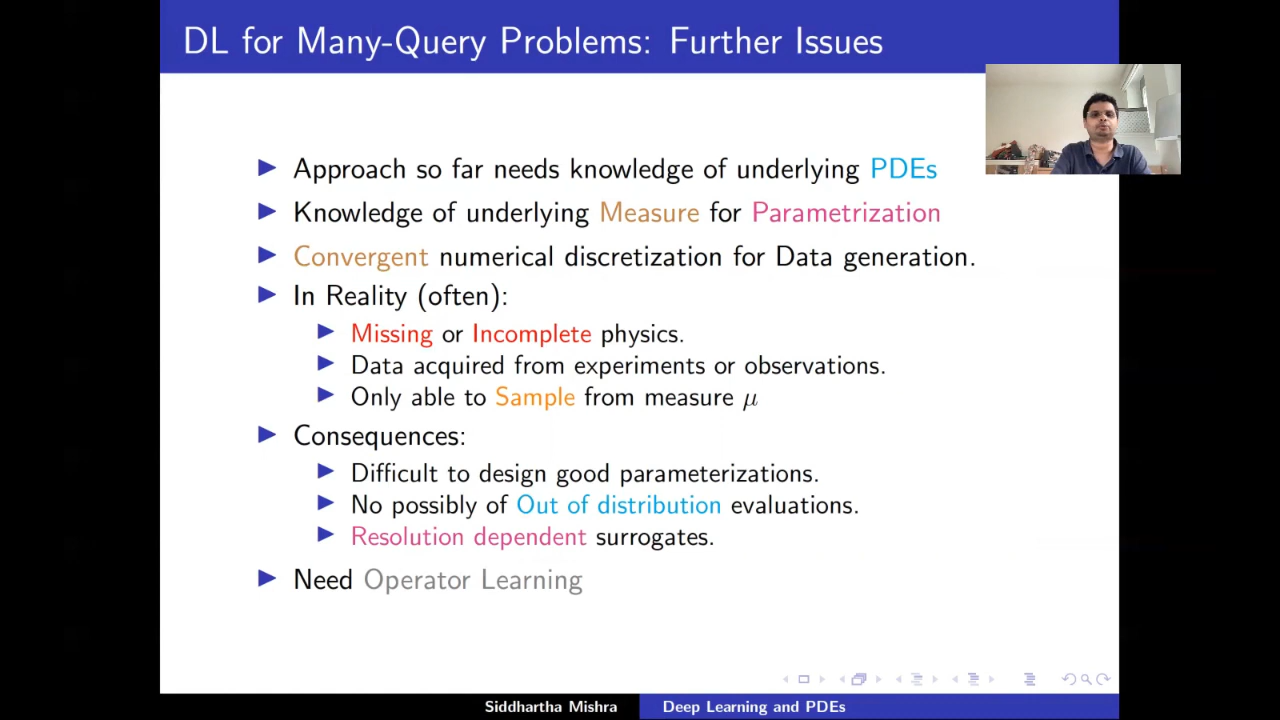 DL for Many-Query Problems: Further Issues
Approach so far needs knowledge of underlying PDEs
Knowledge of underlying Measure for Parametrization
Convergent numerical discretization for Data generation.
In Reality (often):
Missing or Incomplete physics.
Data acquired from experiments or observations.
Only able to Sample from measure μ
Consequences:
Difficult to design good parameterizations.
No possibly of Out of distribution evaluations.
Resolution dependent surrogates.
Need Operator Learning
Siddhartha Mishra
Deep Learning and PDEs